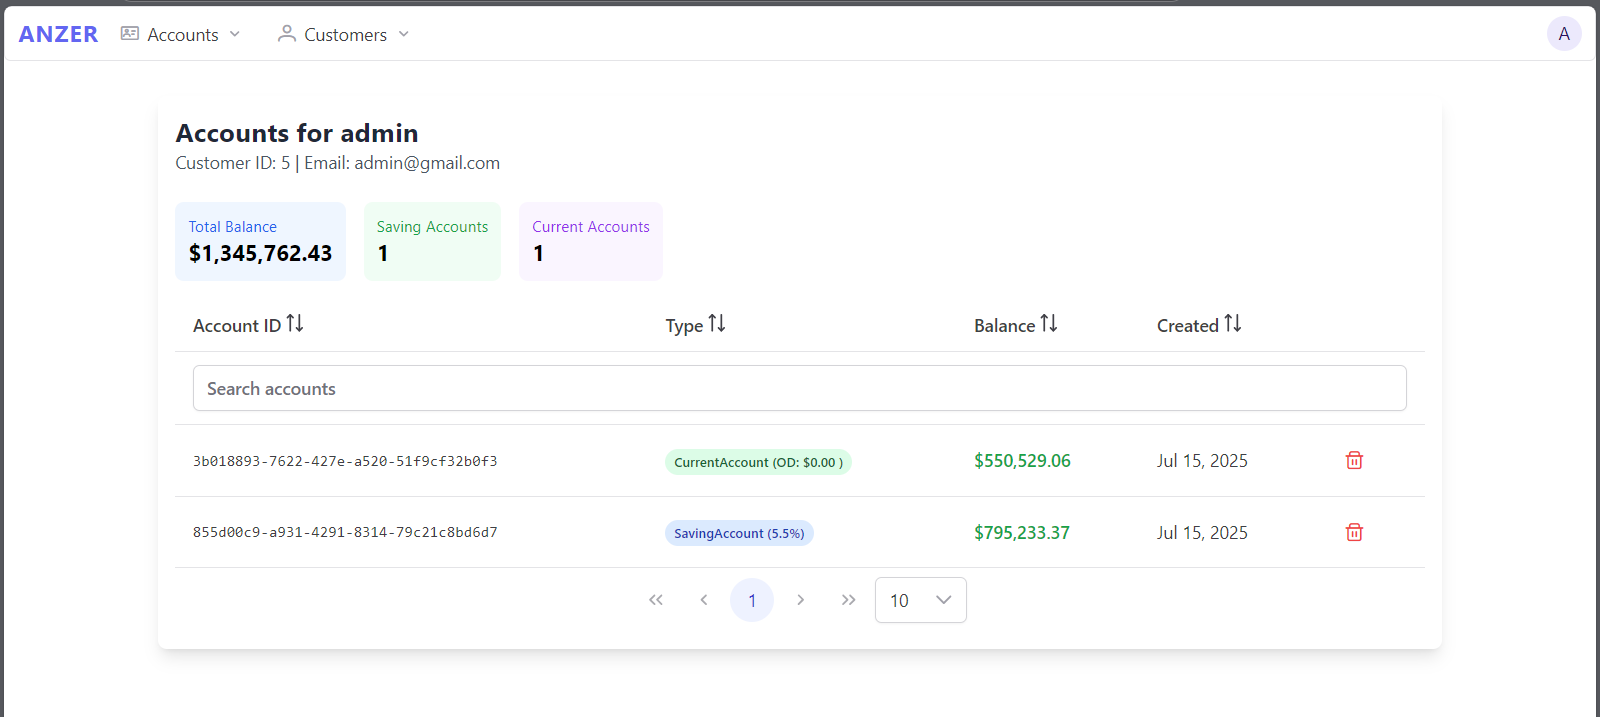 ANZER Accounts Customers A
Accounts for admin
Customer ID: 5 | Email: admin@gmail.com
Total Balance Saving Accounts Current Accounts
$1,345,762.43 1 1
Account ID Type Balance Created
Search accounts
3b018893-7622-427e-a520-51f9cf32b0f3 CurrentAccount (OD: $0.00 ) $550,529.06 Jul 15, 2025
855d00c9-a931-4291-8314-79c21c8bd6d7 SavingAccount (5.5%) $795,233.37 Jul 15, 2025
1 10